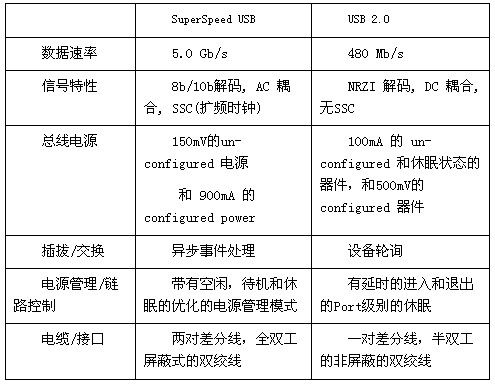 SuperSpeed USB
USB 2.0
数据速率
5.0 Gb/s
480 Mb/s
信号特性
8b/10b解码, AC 耦
合, SSC(扩频时钟)
NRZI 解码, DC 耦合,
无SSC
总线电源
150mV的un-
configured 电源
和 900mA 的
configured power
100mA 的 un-
configured 和休眠状态的
器件, 和500mV的
configured 器件
插拔/交换
异步事件处理
设备轮询
电源管理/链
路控制
带有空闲, 待机和休
眠的优化的电源管理模式
有延时的进入和退出
的Port级别的休眠
电缆/接口
两对差分线, 全双工
屏蔽式的双绞线
一对差分线, 半双工
的非屏蔽的双绞线